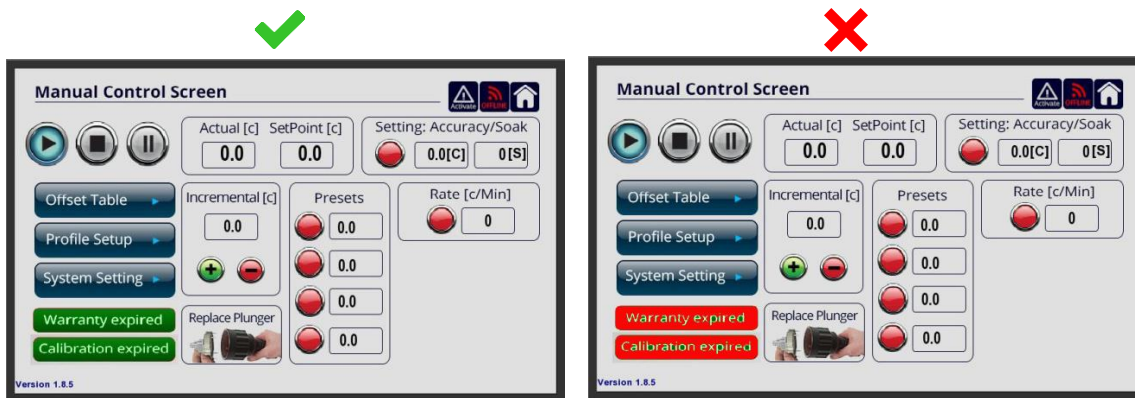 Manual Control Screen
Activate OFFLINE
Actual [c] SetPoint [c] Setting: Accuracy/Soak
0.0 0.0 0.0[C] 0[S]
Offset Table Incremental [c] Presets Rate [c/Min]
0.0 0.0 0
Profile Setup
0.0
System Setting
0.0
Warranty expired Replace Plunger
Calibration expired 0.0
Version 1.8.5
Manual Control Screen
Activate OFFLINE
Actual [c] SetPoint [c] Setting: Accuracy/Soak
0.0 0.0 0.0[C] 0[S]
Offset Table Incremental [c] Presets Rate [c/Min]
0.0 0.0 0
Profile Setup
0.0
System Setting
0.0
Warranty expired Replace Plunger
Calibration expired 0.0
Version 1.8.5